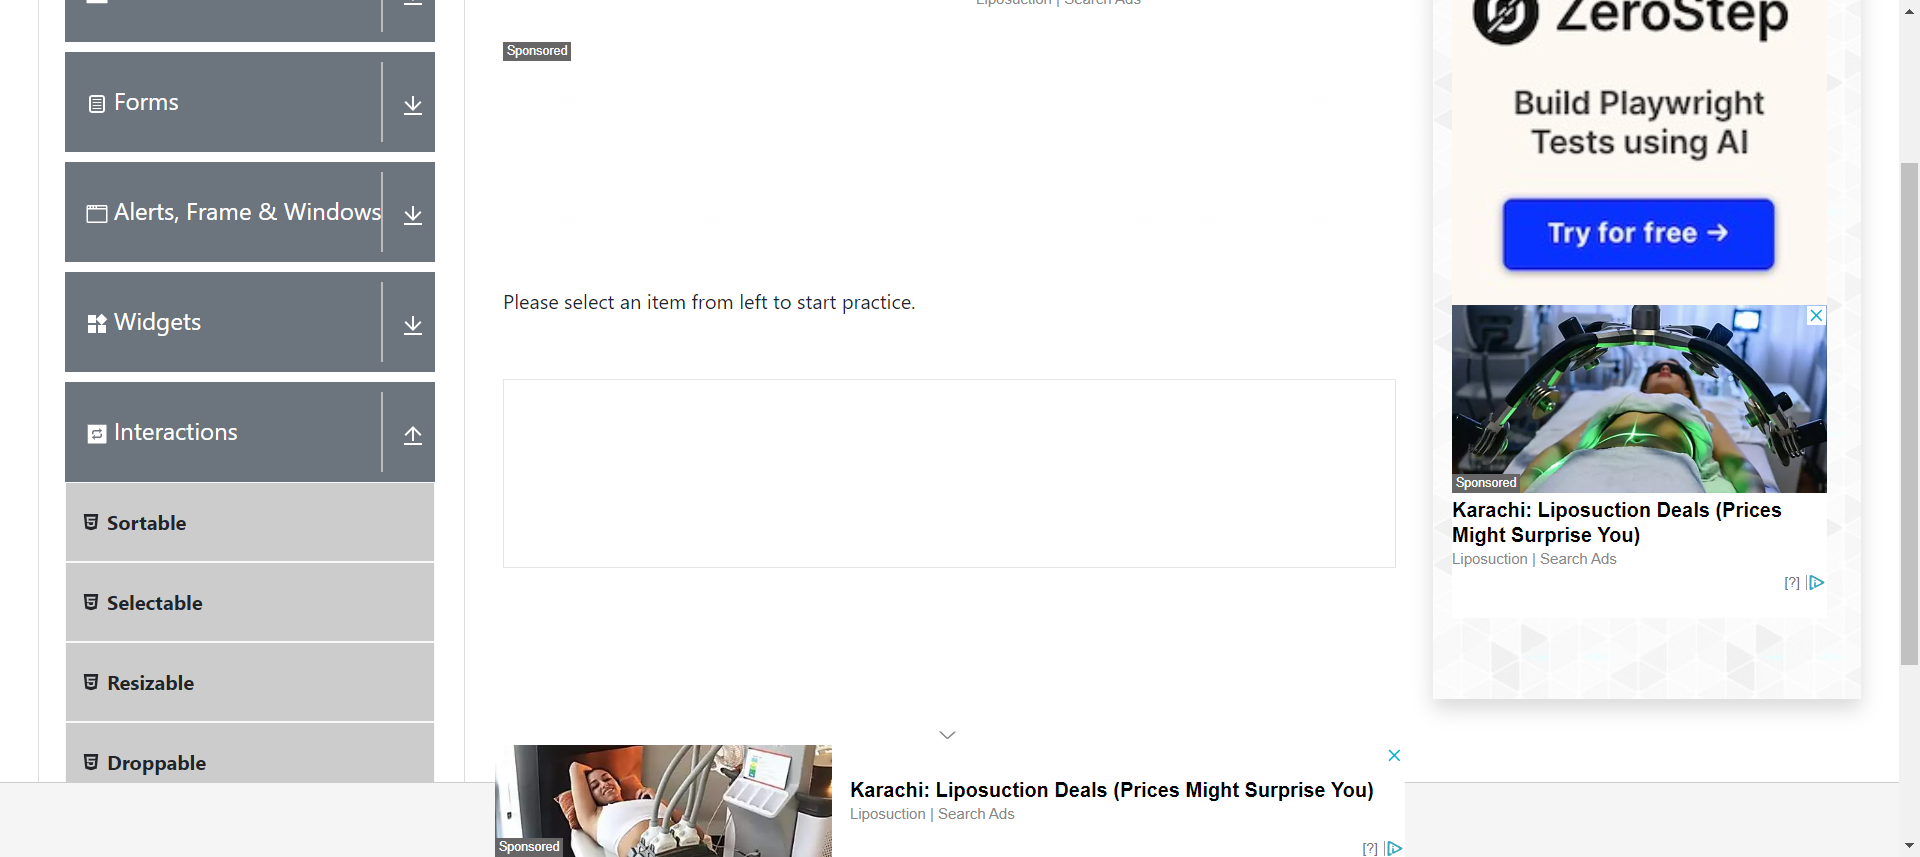 Liposuction | Search Ads
Sponsored
Forms
Alerts, Frame & Windows
Widgets
Interactions
Sortable
Selectable
Resizable
Droppable
Please select an item from left to start practice.
ZeroStep
Build Playwright
Tests using AI
Try for free →
Sponsored
Karachi: Liposuction Deals (Prices
Might Surprise You)
Liposuction | Search Ads
[?]
Sponsored
Karachi: Liposuction Deals (Prices Might Surprise You)
Liposuction | Search Ads
[?]